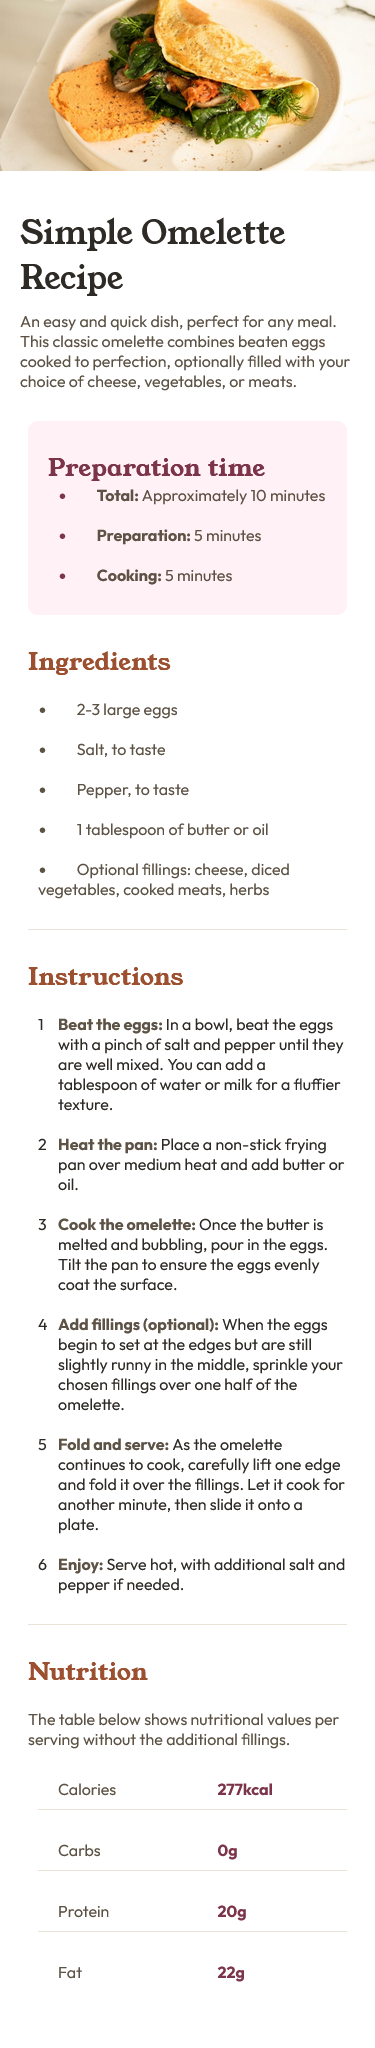 Simple Omelette
Recipe
An easy and quick dish, perfect for any meal.
This classic omelette combines beaten eggs
cooked to perfection, optionally filled with your
choice of cheese, vegetables, or meats.
Preparation time
• Total: Approximately 10 minutes
• Preparation: 5 minutes
• Cooking: 5 minutes
Ingredients
• 2-3 large eggs
• Salt, to taste
• Pepper, to taste
• 1 tablespoon of butter or oil
• Optional fillings: cheese, diced
vegetables, cooked meats, herbs
Instructions
1 Beat the eggs: In a bowl, beat the eggs
with a pinch of salt and pepper until they
are well mixed. You can add a
tablespoon of water or milk for a fluffier
texture.
2 Heat the pan: Place a non-stick frying
pan over medium heat and add butter or
oil.
3 Cook the omelette: Once the butter is
melted and bubbling, pour in the eggs.
Tilt the pan to ensure the eggs evenly
coat the surface.
4 Add fillings (optional): When the eggs
begin to set at the edges but are still
slightly runny in the middle, sprinkle your
chosen fillings over one half of the
omelette.
5 Fold and serve: As the omelette
continues to cook, carefully lift one edge
and fold it over the fillings. Let it cook for
another minute, then slide it onto a
plate.
6 Enjoy: Serve hot, with additional salt and
pepper if needed.
Nutrition
The table below shows nutritional values per
serving without the additional fillings.
Calories 277kcal
Carbs 0g
Protein 20g
Fat 22g